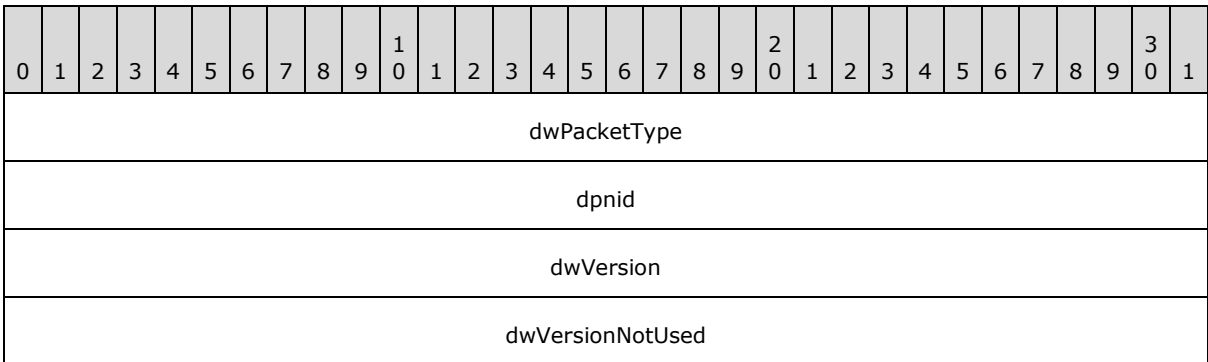 0 1 2 3 4 5 6 7 8 9 1 0 1 2 3 4 5 6 7 8 9 2 0 1 2 3 4 5 6 7 8 9 3 0 1
dwPacketType
dpnid
dwVersion
dwVersionNotUsed